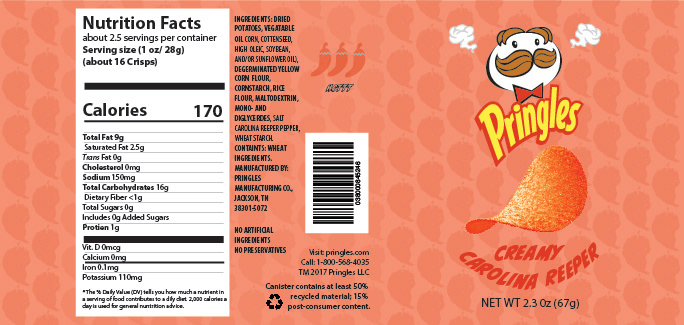 Nutrition Facts
about 2.5 servings per container
Serving size (1 oz/ 28g)
(about 16 Crisps)
Calories 170
Total Fat 9g
Saturated Fat 2.5g
Trans Fat 0g
Cholesterol 0mg
Sodium 150mg
Total Carbohydrates 16g
Dietary Fiber <1g
Total Sugars 0g
Includes 0g Added Sugars
Protien 1g
Vit. D 0mcg
Calcium 0mg
Iron 0.1mg
Potassium 110mg
*The % Daily Value (DV) tells you how much a nutrient in
a serving of food contributes to a dily diet. 2,000 calories a
day is used for general nuntrition advice.
INGREDIENTS: DRIED
POTATOES, VEGATABLE
OIL CORN, COTTENSEED,
HIGH OLEIC, SOYBEAN,
AND/OR SUNFLOWER OIL),
DEGERMINATED YELLOW
CORN FLOUR,
CORNSTARCH, RICE
FLOUR, MALTODEXTRIN,
MONO- AND
DIGLYCERDES, SALT
CAROLINA REEPER PEPPER,
WHEAT STARCH.
CONTAINTS: WHEAT
INGREDIENTS.
MANUFACTURED BY:
PRINGLES
MANUFACTURING CO.,
JACKSON, TN
38301-5072
NO ARTIFICIAL
INGREDIENTS
NO PRESERVATIVES
038000845346
Visit: pringles.com
Call: 1-800-568-4035
TM 2017 Pringles LLC
Canister contains at least 50%
recycled material; 15%
post-consumer content.
Pringles
CREAMY
CAROLINA REEPER
NET WT 2.3 Oz (67g)